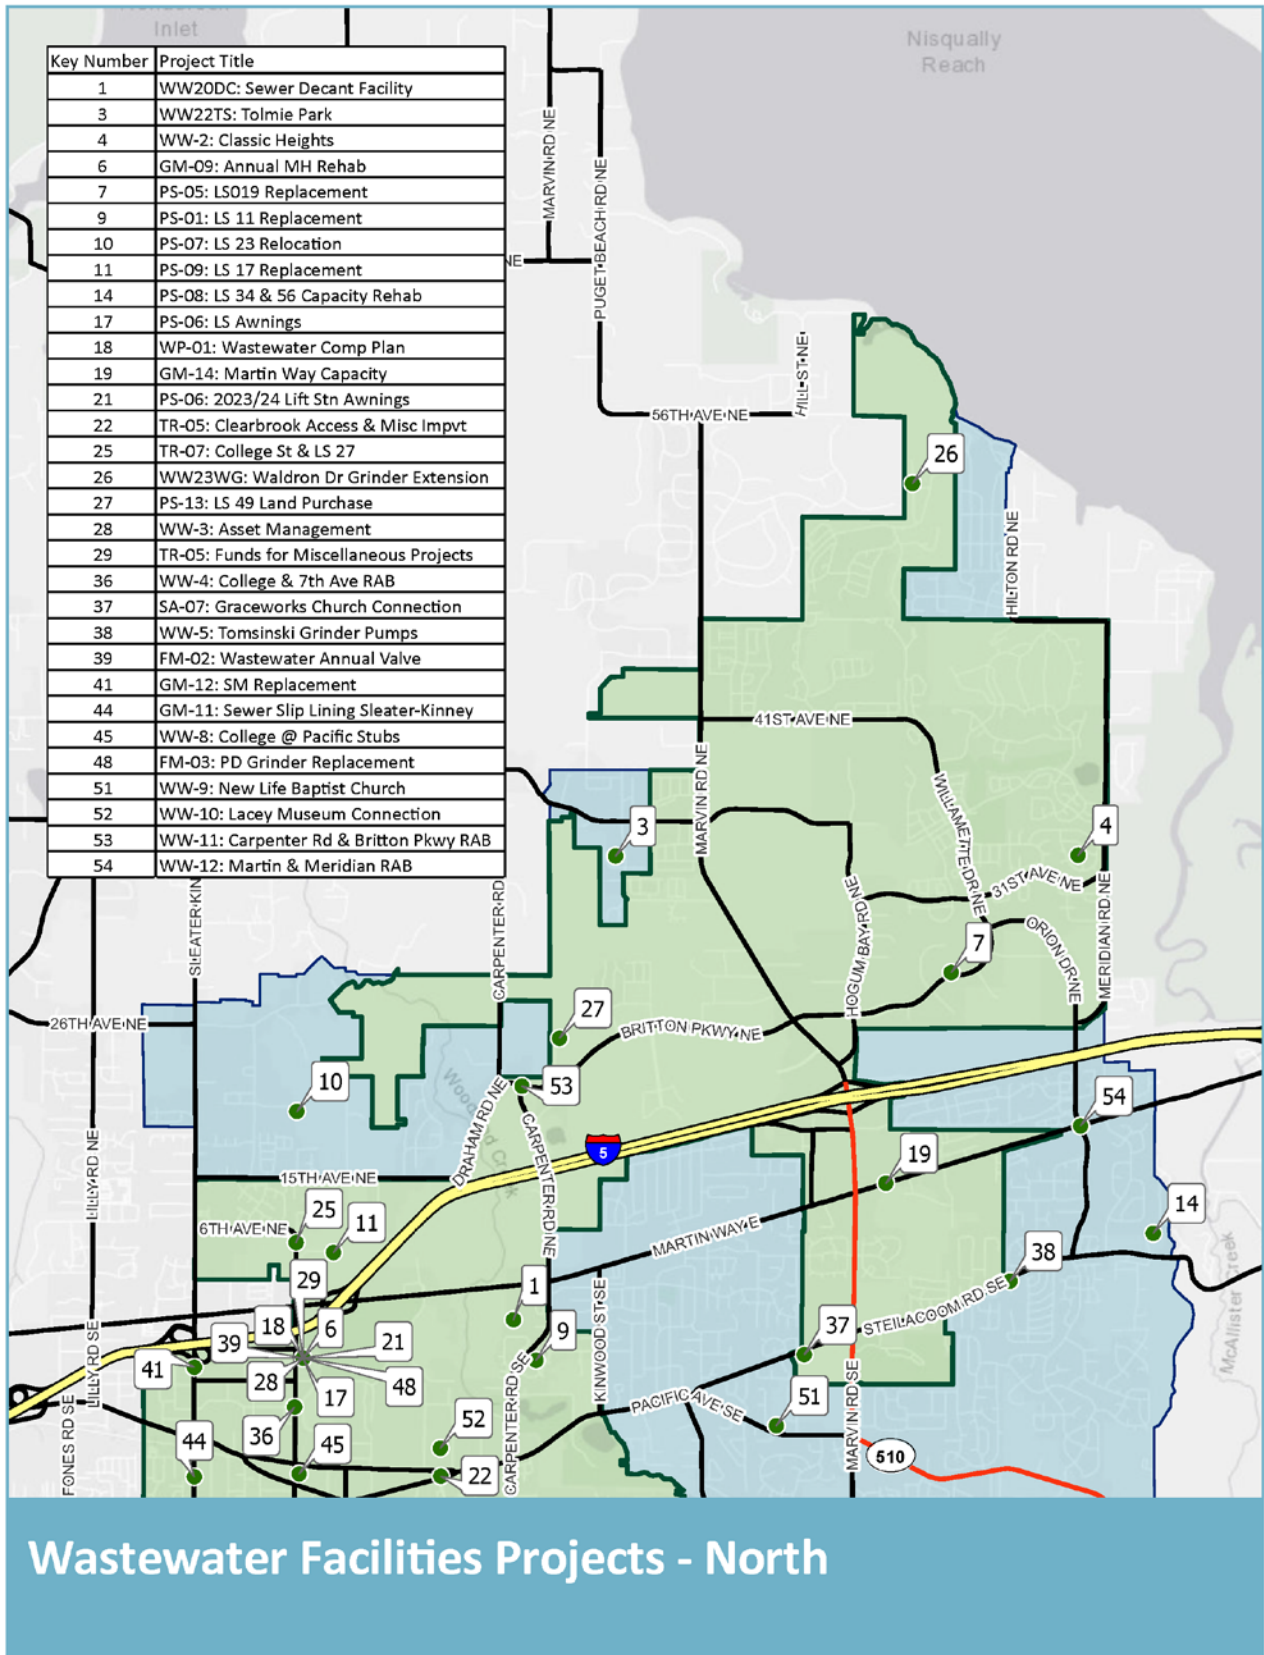 Henderson
Inlet
Nisqually
Reach
Key Number Project Title
1 WW20DC: Sewer Decant Facility
3 WW22TS: Tolmie Park
4 WW-2: Classic Heights
6 GM-09: Annual MH Rehab
7 PS-05: LS019 Replacement
9 PS-01: LS 11 Replacement
10 PS-07: LS 23 Relocation
11 PS-09: LS 17 Replacement
14 PS-08: LS 34 & 56 Capacity Rehab
17 PS-06: LS Awnings
18 WP-01: Wastewater Comp Plan
19 GM-14: Martin Way Capacity
21 PS-06: 2023/24 Lift Stn Awnings
22 TR-05: Clearbrook Access & Misc Impvt
25 TR-07: College St & LS 27
26 WW23WG: Waldron Dr Grinder Extension
27 PS-13: LS 49 Land Purchase
28 WW-3: Asset Management
29 TR-05: Funds for Miscellaneous Projects
36 WW-4: College & 7th Ave RAB
37 SA-07: Graceworks Church Connection
38 WW-5: Tomsinski Grinder Pumps
39 FM-02: Wastewater Annual Valve
41 GM-12: SM Replacement
44 GM-11: Sewer Slip Lining Sleater-Kinney
45 WW-8: College @ Pacific Stubs
48 FM-03: PD Grinder Replacement
51 WW-9: New Life Baptist Church
52 WW-10: Lacey Museum Connection
53 WW-11: Carpenter Rd & Britton Pkwy RAB
54 WW-12: Martin & Meridian RAB
MARVIN RD NE
PUGET BEACH RD NE
NE
HILL ST NE
56TH AVE NE
26
HILTON RD NE
41ST AVE NE
MARVIN RD NE
WILLAMETTE DR NE
3
4
31ST AVE NE
MERIDIAN RD NE
HOGUM BAY RD NE
ORION DR NE
7
SLEATER KIN
CARPENTER RD
26TH AVE NE
27
BRITTON PKWY NE
10
53
54
DRAHAM RD NE
CARPENTER RD NE
5
LILLY RD NE
15TH AVE NE
19
14
6TH AVE NE
25
11
MARTIN WAY E
38
McAllister Creek
29
1
STEILACOOM RD SE
37
18
6
21
39
9
41
28
17
48
LILLY RD SE
KINWOOD ST SE
PACIFIC AVE SE
51
MARVIN RD SE
FONES RD SE
44
36
45
52
22
CARPENTER RD SE
510
Wastewater Facilities Projects - North